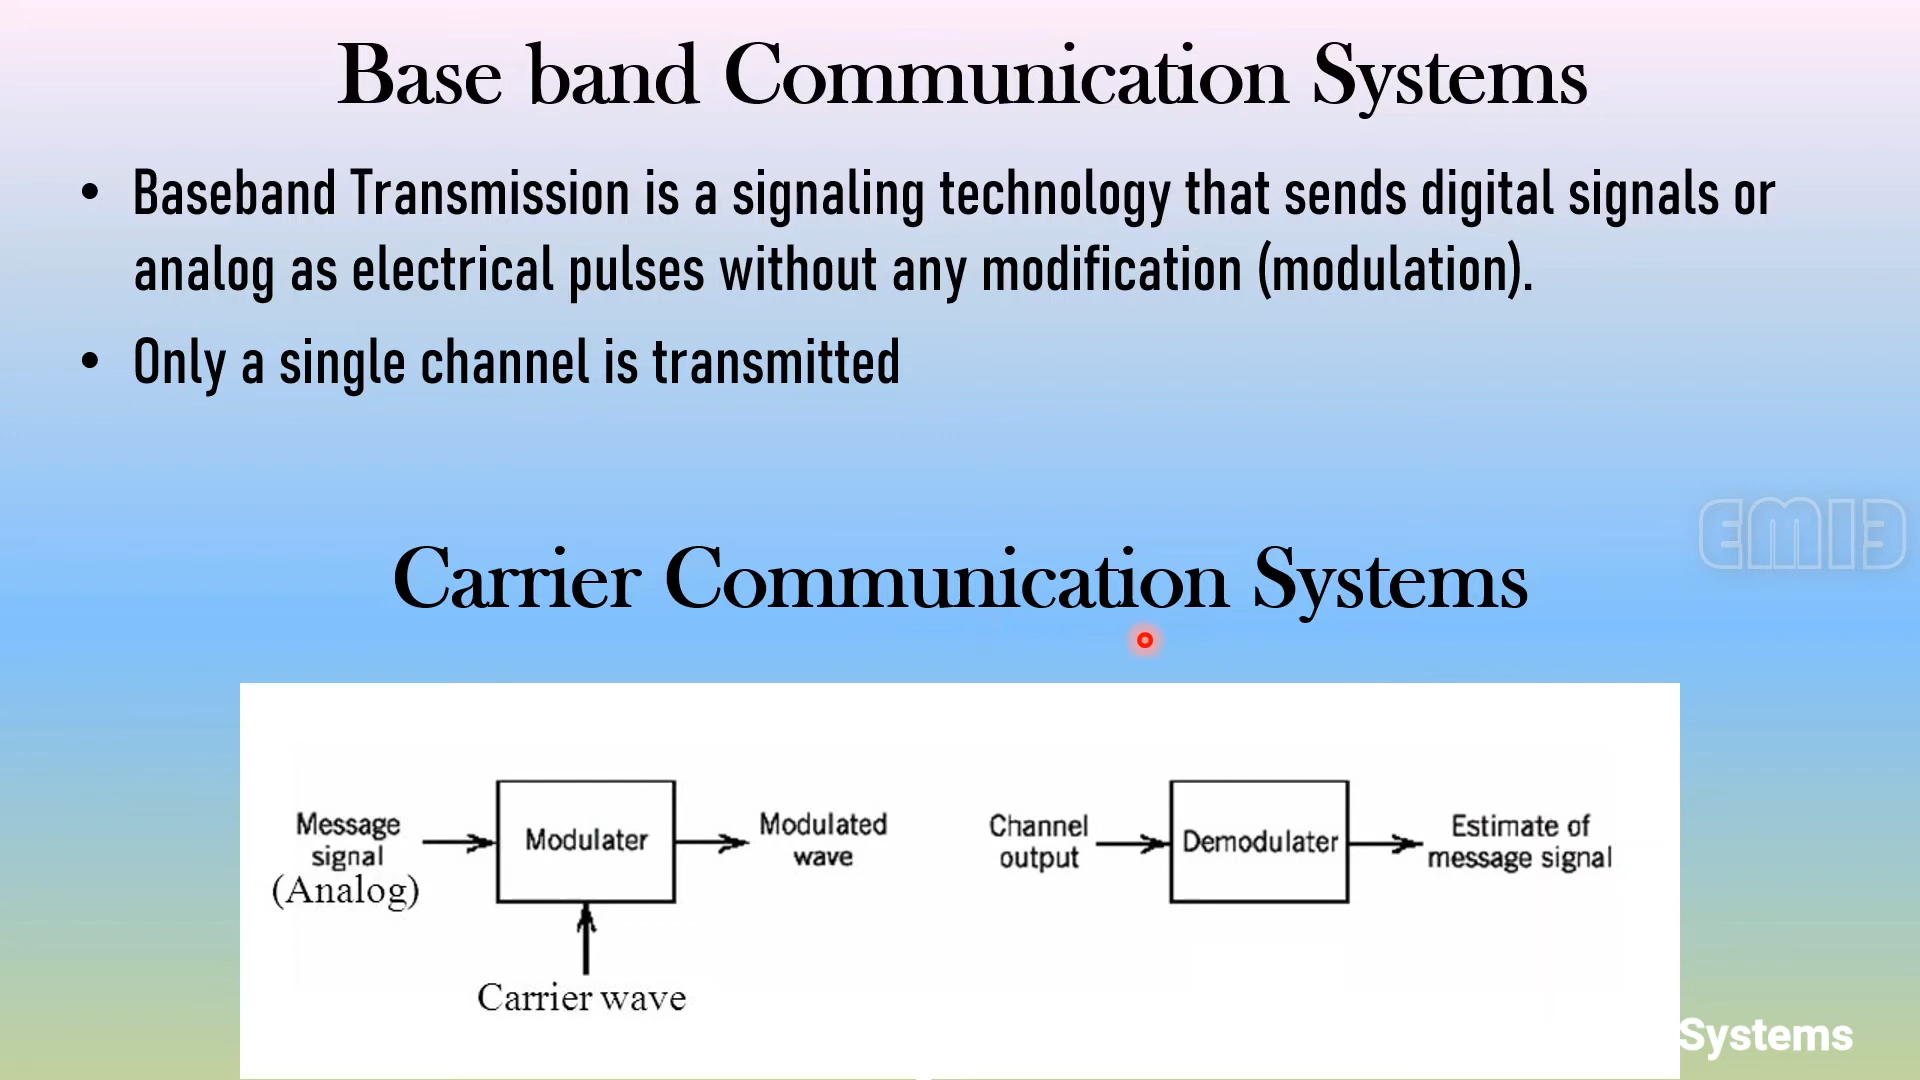 Base band Communication Systems
• Baseband Transmission is a signaling technology that sends digital signals or
analog as electrical pulses without any modification (modulation).
• Only a single channel is transmitted
EMIE
Carrier Communication Systems
Message
signal
(Analog)
Modulater
Modulated
wave
Carrier wave
Channel
output
Demodulater
Estimate of
message signal
Systems